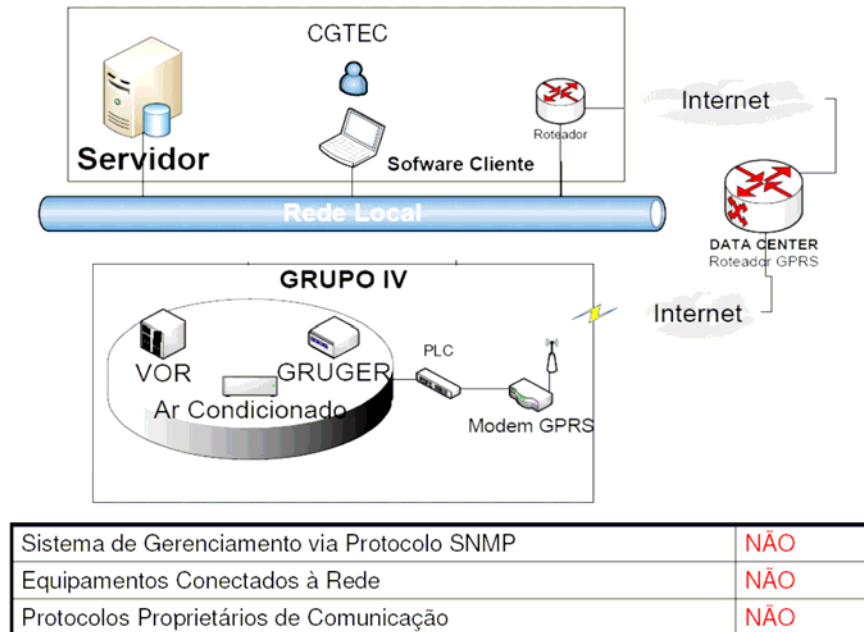 CGTEC
Servidor
Sofware Cliente
Roteador
Internet
Rede Local
DATA CENTER
Roteador GPRS
Internet
GRUPO IV
VOR
GRUGER
Ar Condicionado
PLC
Modem GPRS
Sistema de Gerenciamento via Protocolo SNMP NÃO
Equipamentos Conectados à Rede NÃO
Protocolos Proprietários de Comunicação NÃO